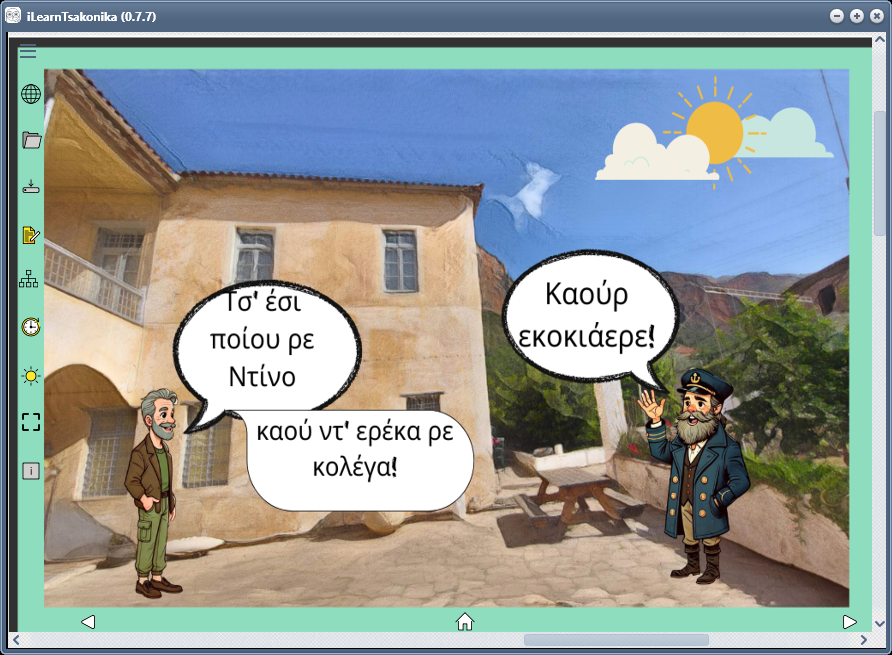 iLearnTsakonika (0.7.7)
Τσ' έσι
ποίου ρε
Ντίνο
καού ντ' ερέκα ρε
κολέγα!
Καούρ
εκοκιάερε!
i